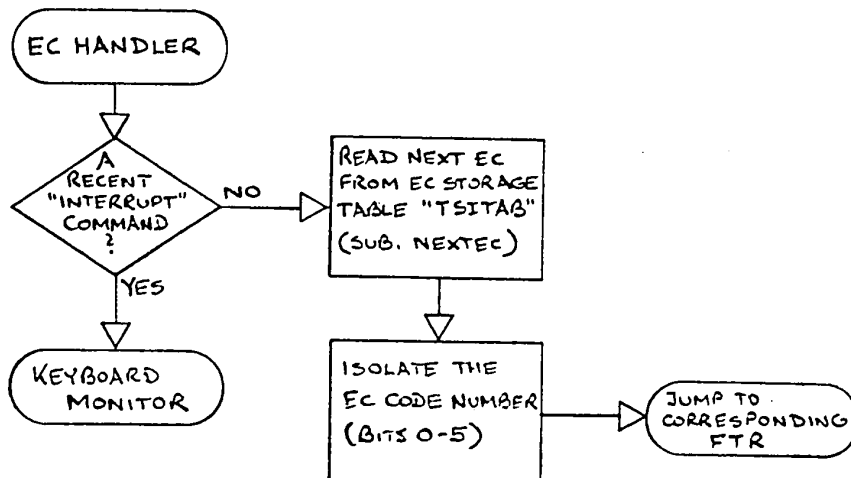 EC HANDLER
A
RECENT
"INTERRUPT"
COMMAND
?
NO
YES
KEYBOARD
MONITOR
READ NEXT EC
FROM EC STORAGE
TABLE "TSITAB"
(SUB. NEXTEC)
ISOLATE THE
EC CODE NUMBER
(BITS 0-5)
JUMP TO
CORRESPONDING
FTR